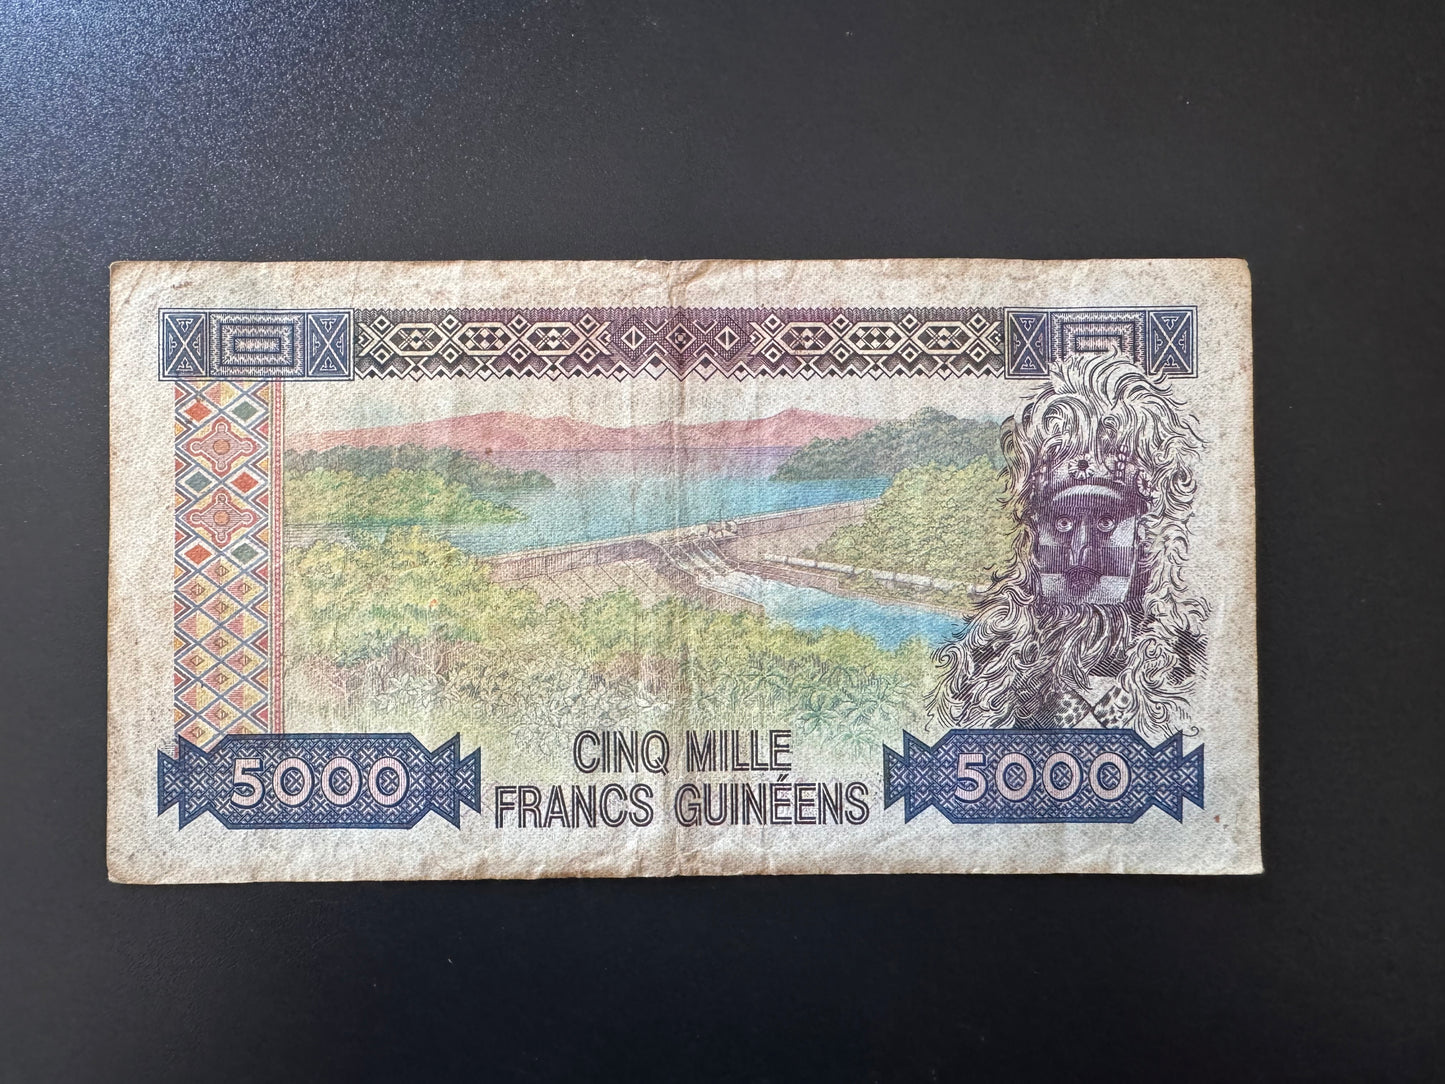 CINQ MILLE
FRANCS GUINÉENS
5000
5000